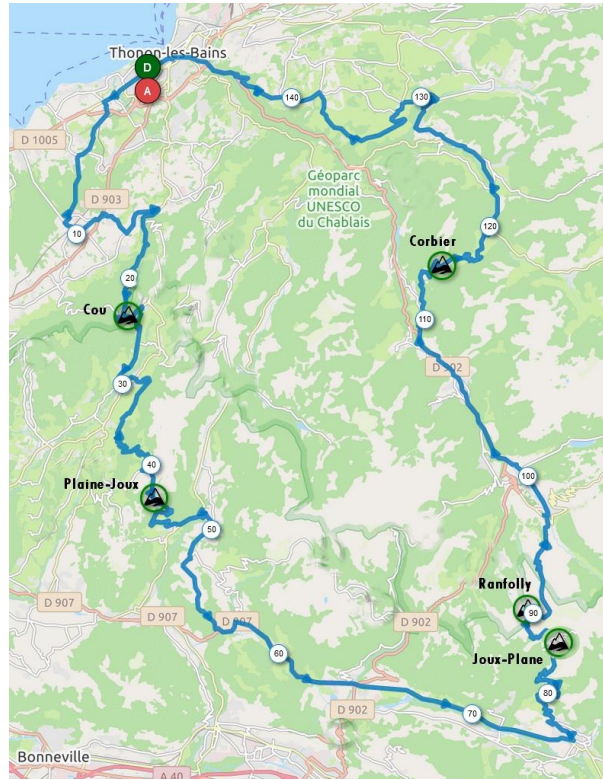 Thonon-les-Bains
D
A
140
130
D 1005
Géoparc
mondial
UNESCO
du Chablais
D 903
10
120
Corbier
20
Cou
110
30
D 902
40
Plaine-Joux
100
50
Ranfolly
90
D 907
D 907
D 907
D 902
Joux-Plane
60
80
D 902
70
Bonneville
A 40